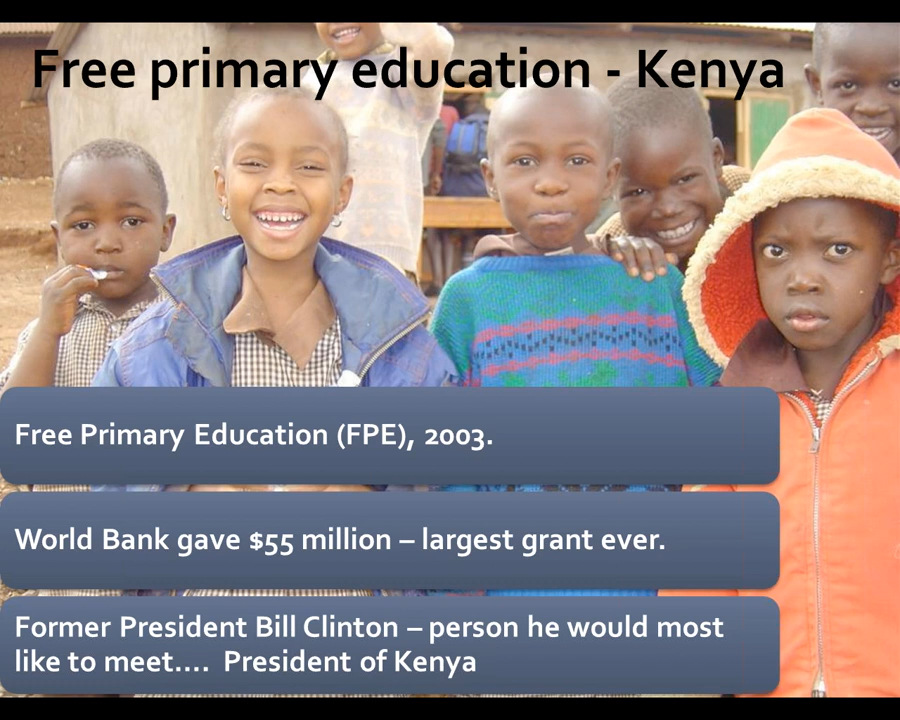 Free primary education - Kenya
Free Primary Education (FPE), 2003.
World Bank gave $55 million – largest grant ever.
Former President Bill Clinton – person he would most
like to meet.... President of Kenya